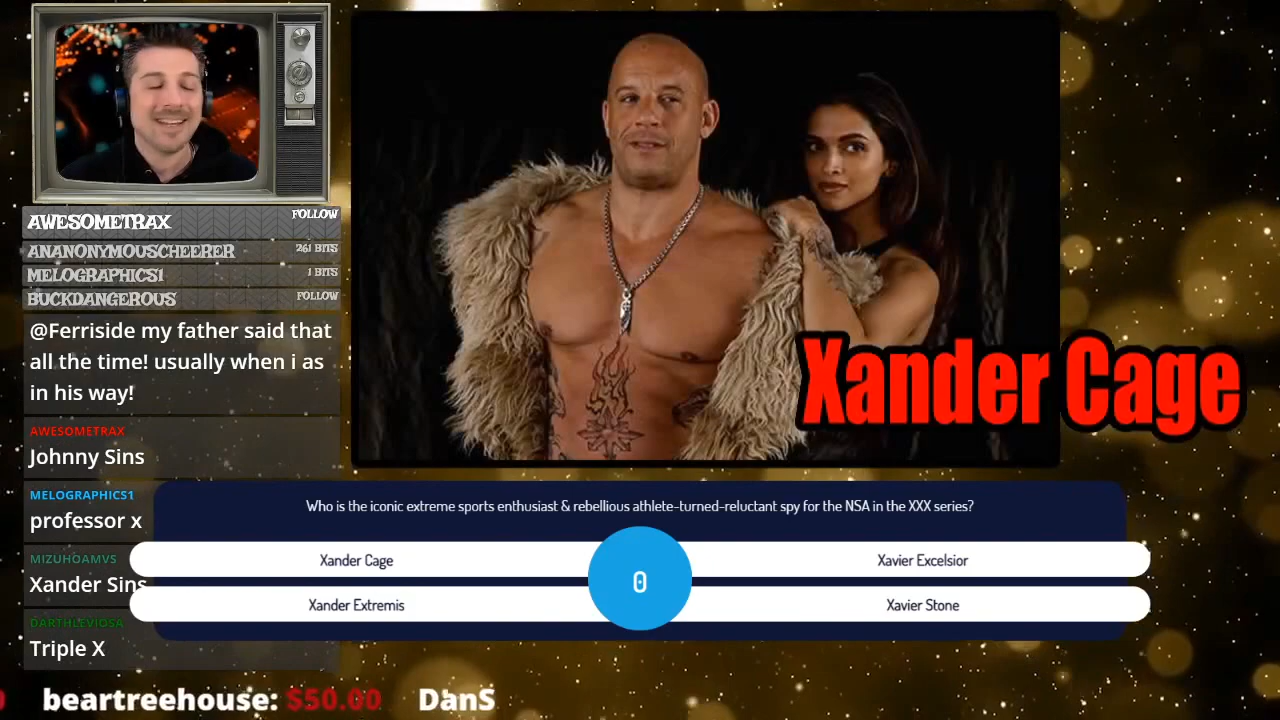 AWESOMETRAX FOLLOW
ANANONYMOUSCHEERER 261 BITS
MELOGRAPHICS1 1 BITS
BUCKDANGEROUS FOLLOW
@Ferriside my father said that
all the time! usually when i as
in his way!
AWESOMETRAX
Johnny Sins
MELOGRAPHICS1
professor x
MIZUHOAMVS
Xander Sins
DARTHLEVIOSA
Triple X
Xander Cage
Who is the iconic extreme sports enthusiast & rebellious athlete-turned-reluctant spy for the NSA in the XXX series?
Xander Cage
Xavier Excelsior
0
Xander Extremis
Xavier Stone
beartreehouse: $50.00 DanS